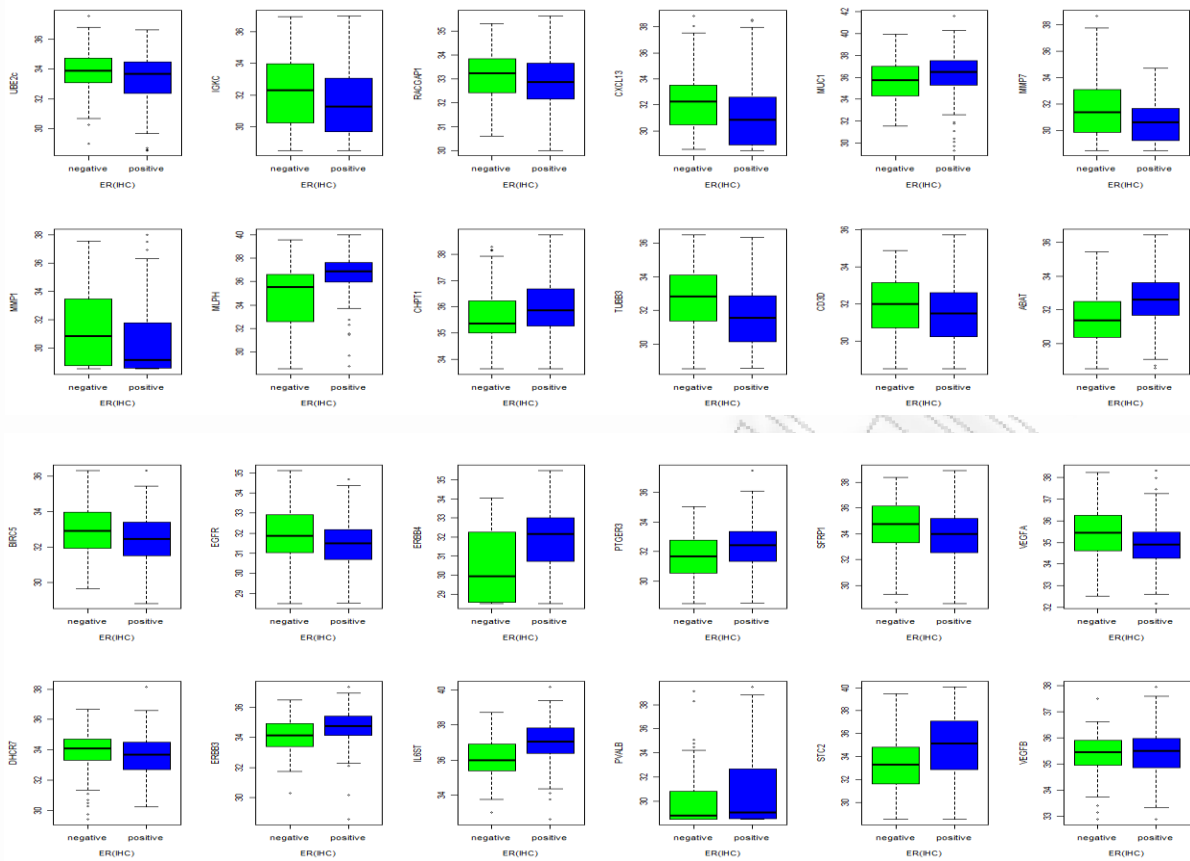 UBE2c
30 32 34 36
negative positive
ER(IHC)
IGKC
30 32 34 36
negative positive
ER(IHC)
RACGAP1
30 31 32 33 34 35
negative positive
ER(IHC)
CXCL13
30 32 34 36 38
negative positive
ER(IHC)
MUC1
30 32 34 36 38 40 42
negative positive
ER(IHC)
MMP7
30 32 34 36 38
negative positive
ER(IHC)
MMP1
30 32 34 36 38
negative positive
ER(IHC)
MLPH
30 32 34 36 38 40
negative positive
ER(IHC)
CHPT1
34 35 36 37 38
negative positive
ER(IHC)
TUBB3
30 32 34 36
negative positive
ER(IHC)
CD3D
30 32 34 36
negative positive
ER(IHC)
ABAT
30 32 34 36
negative positive
ER(IHC)
BIRC5
30 32 34 36
negative positive
ER(IHC)
EGFR
29 30 31 32 33 34 35
negative positive
ER(IHC)
ERBB4
29 30 31 32 33 34 35
negative positive
ER(IHC)
PTGER3
30 32 34 36
negative positive
ER(IHC)
SFRP1
30 32 34 36 38
negative positive
ER(IHC)
VEGFA
32 33 34 35 36 37 38
negative positive
ER(IHC)
DHCR7
30 32 34 36 38
negative positive
ER(IHC)
ERBB3
30 32 34 36
negative positive
ER(IHC)
IL6ST
34 36 38 40
negative positive
ER(IHC)
PVALB
30 32 34 36 38
negative positive
ER(IHC)
STC2
30 32 34 36 38 40
negative positive
ER(IHC)
VEGFB
33 34 35 36 37 38
negative positive
ER(IHC)